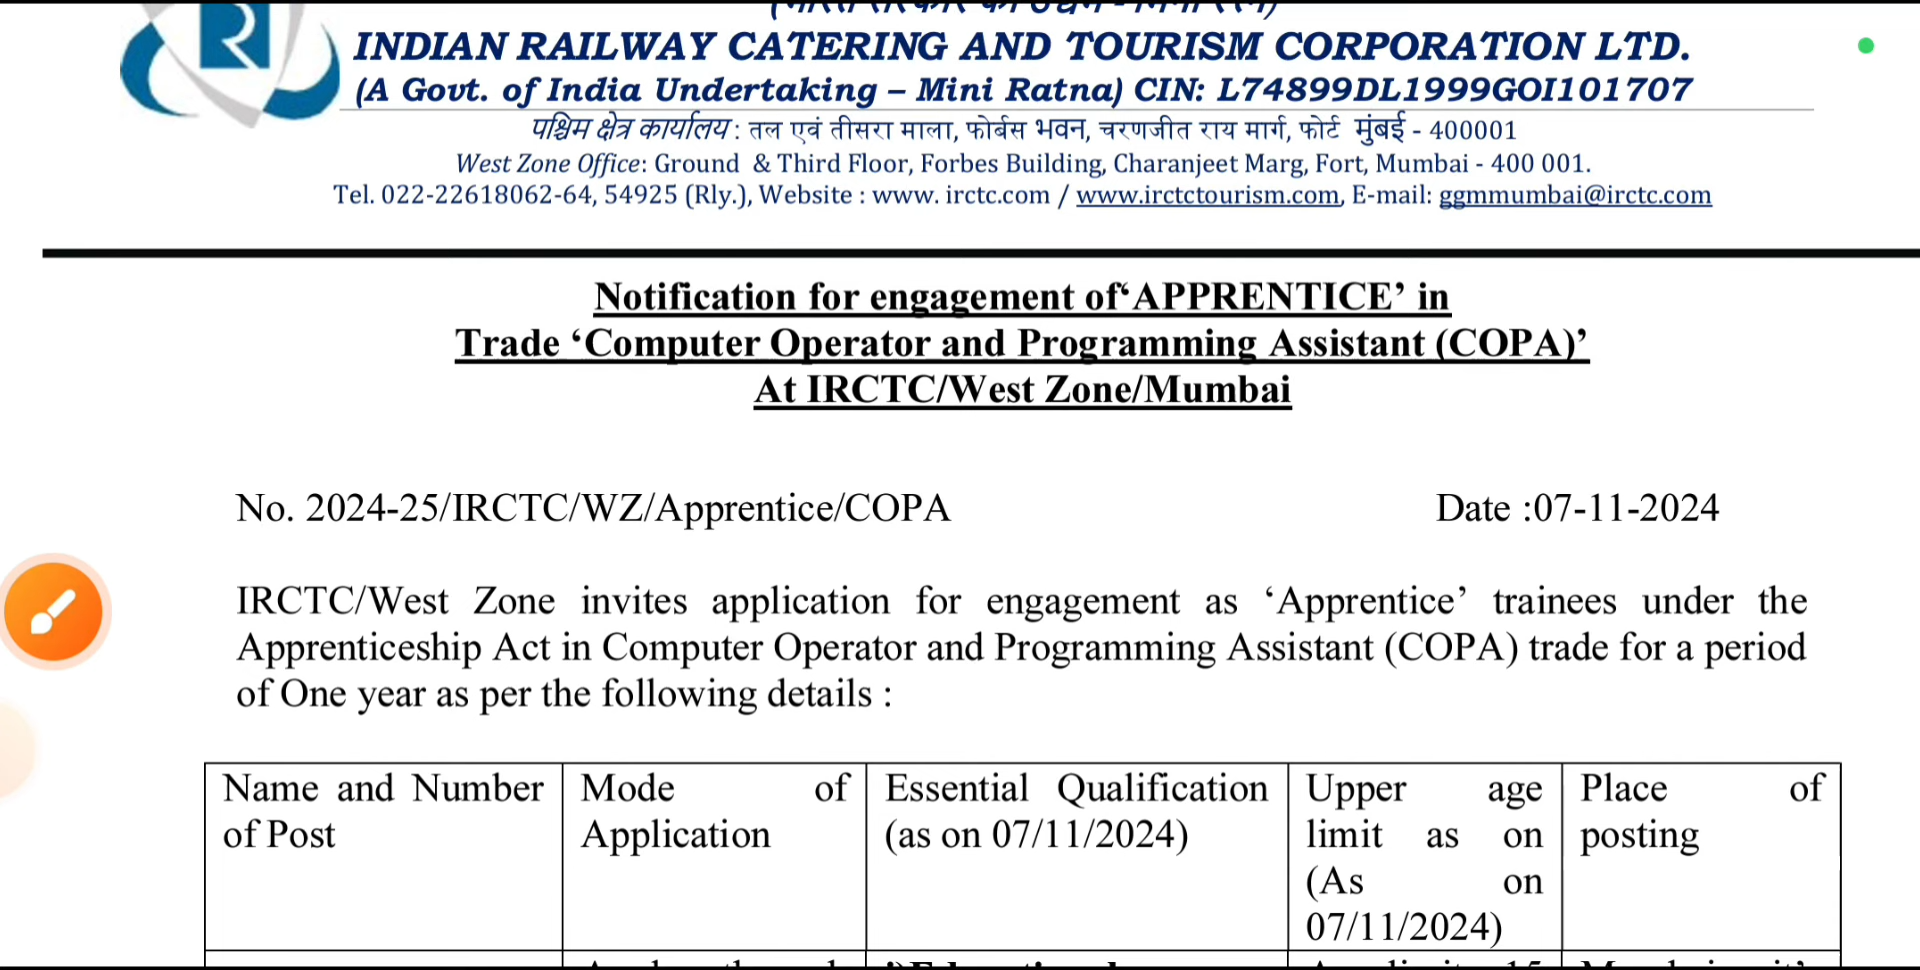 INDIAN RAILWAY CATERING AND TOURISM CORPORATION LTD.
(A Govt. of India Undertaking – Mini Ratna) CIN: L74899DL1999GOI101707
पश्चिम क्षेत्र कार्यालय : तल एवं तीसरा माला, फोर्बस भवन, चरणजीत राय मार्ग, फोर्ट मुंबई - 400001
West Zone Office: Ground & Third Floor, Forbes Building, Charanjeet Marg, Fort, Mumbai - 400 001.
Tel. 022-22618062-64, 54925 (Rly.), Website : www. irctc.com / www.irctctourism.com, E-mail: ggmmumbai@irctc.com
Notification for engagement of‘APPRENTICE’ in
Trade ‘Computer Operator and Programming Assistant (COPA)’
At IRCTC/West Zone/Mumbai
No. 2024-25/IRCTC/WZ/Apprentice/COPA Date :07-11-2024
IRCTC/West Zone invites application for engagement as ‘Apprentice’ trainees under the
Apprenticeship Act in Computer Operator and Programming Assistant (COPA) trade for a period
of One year as per the following details :
Name and Number of Post
Mode of Application
Essential Qualification (as on 07/11/2024)
Upper age limit as on (As on 07/11/2024)
Place of posting